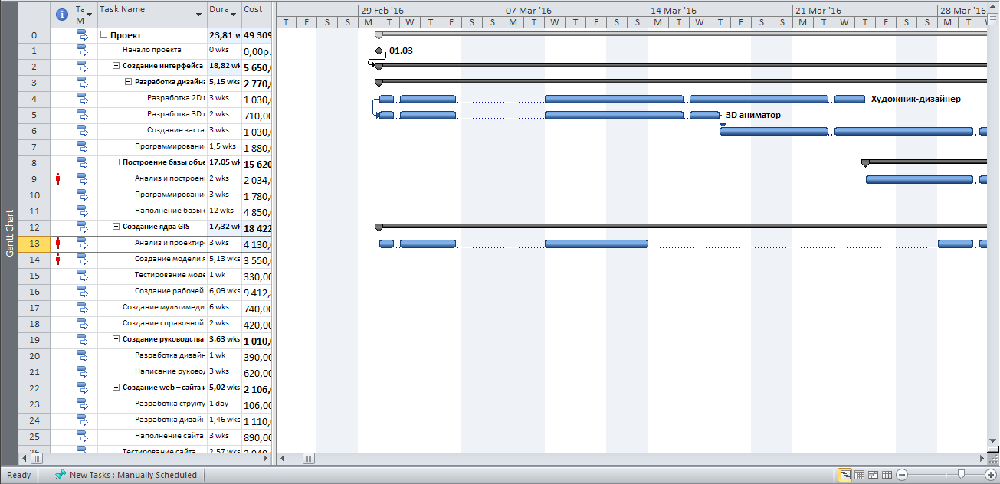 Ta M Task Name Dura Cost
29 Feb '16 07 Mar '16 14 Mar '16 21 Mar '16 28 Mar '16
T F S S M T W T F S S M T W T F S S M T W T F S S M T W T F S S M T
0 Проект 23,81 w 49 309
1 Начало проекта 0 wks 0,00р. 01.03
2 Создание интерфейса 18,82 wk 5 650,
3 Разработка дизайна 5,15 wks 2 770,
4 Разработка 2D 3 wks 1 030, Художник-дизайнер
5 Разработка 3D 2 wks 710,00 3D аниматор
6 Создание заста 3 wks 1 030,
7 Программирование 1,5 wks 1 880,
8 Построение базы объе 17,05 wk 15 620
9 Анализ и построени 2 wks 2 034,
10 Программирование 3 wks 1 780,
11 Наполнение базы 12 wks 4 850,
12 Создание ядра GIS 17,32 wk 18 422
13 Анализ и проектир 3 wks 4 130,
14 Создание модели я 5,13 wks 3 550,
15 Тестирование моде 1 wk 330,00
16 Создание рабочей 6,09 wks 9 412,
17 Создание мультимеди 6 wks 740,00
18 Создание справочной 2 wks 420,00
19 Создание руководства 3,63 wks 1 010,
20 Разработка дизайн 1 wk 390,00
21 Написание руковод 3 wks 620,00
22 Создание web – сайта и 5,02 wks 2 106,
23 Разработка структу 1 day 106,00
24 Разработка дизайн 1,46 wks 1 110,
25 Наполнение сайта 3 wks 890,00
26 Тестирование сайта 2,57 wks
Gantt Chart
Ready New Tasks : Manually Scheduled